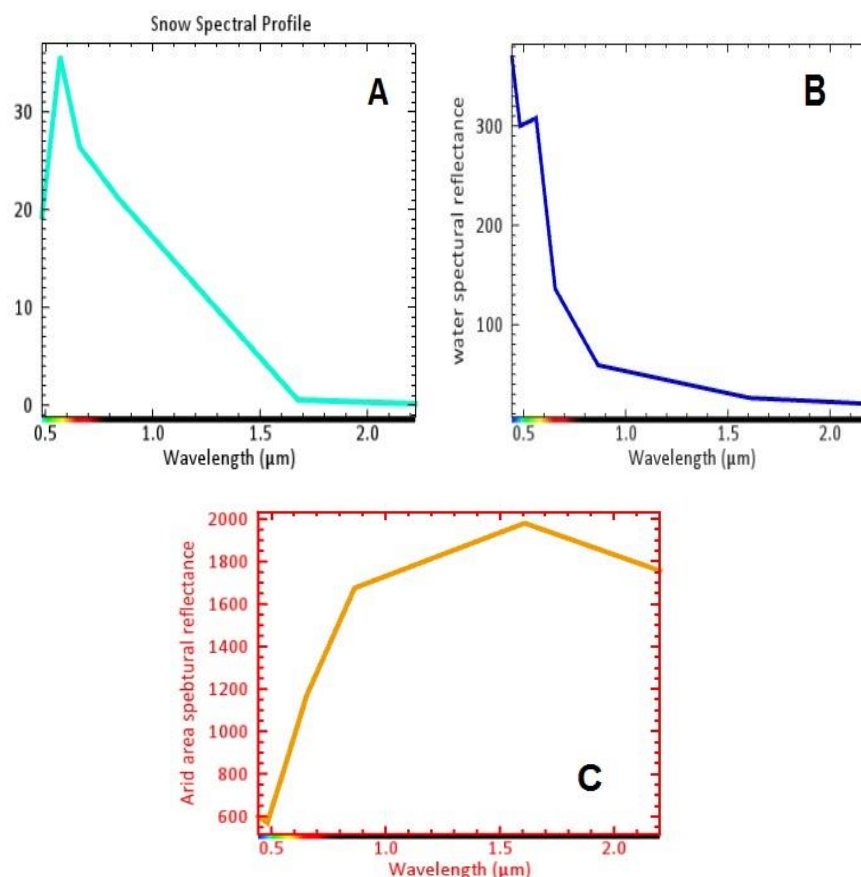 Snow Spectral Profile
A
30
20
10
0
0.5 1.0 1.5 2.0
Wavelength (µm)
B
water spectural reflectance
300
200
100
0.5 1.0 1.5 2.0
Wavelength (µm)
C
Arid area spebtural reflectance
2000
1800
1600
1400
1200
1000
800
600
0.5 1.0 1.5 2.0
Wavelength (µm)